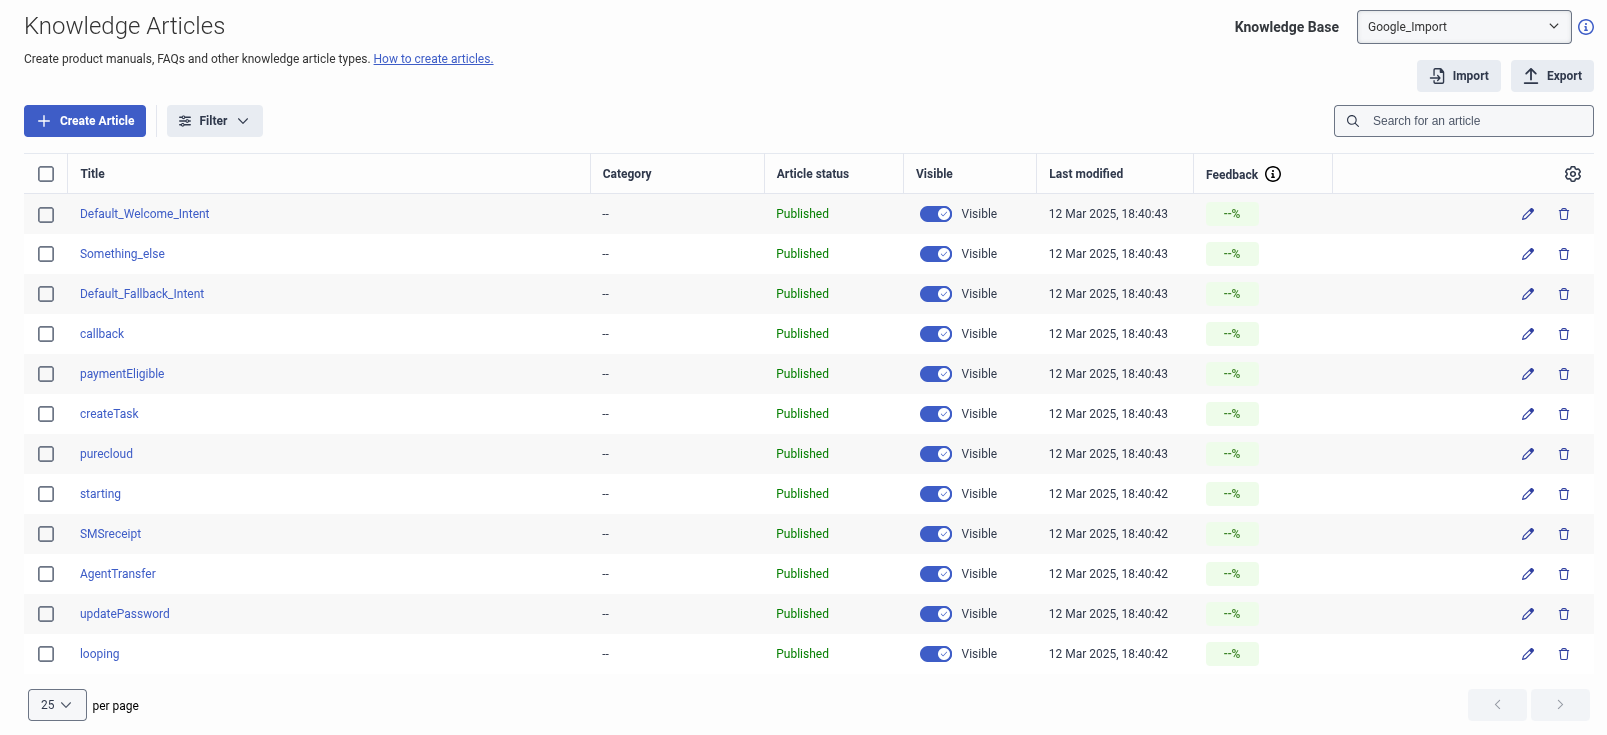 Knowledge Articles
Knowledge Base Google_Import
Create product manuals, FAQs and other knowledge article types. How to create articles.
Import Export
Create Article Filter Search for an article
Title Category Article status Visible Last modified Feedback
Default_Welcome_Intent -- Published Visible 12 Mar 2025, 18:40:43 --%
Something_else -- Published Visible 12 Mar 2025, 18:40:43 --%
Default_Fallback_Intent -- Published Visible 12 Mar 2025, 18:40:43 --%
callback -- Published Visible 12 Mar 2025, 18:40:43 --%
paymentEligible -- Published Visible 12 Mar 2025, 18:40:43 --%
createTask -- Published Visible 12 Mar 2025, 18:40:43 --%
purecloud -- Published Visible 12 Mar 2025, 18:40:43 --%
starting -- Published Visible 12 Mar 2025, 18:40:42 --%
SMSreceipt -- Published Visible 12 Mar 2025, 18:40:42 --%
AgentTransfer -- Published Visible 12 Mar 2025, 18:40:42 --%
updatePassword -- Published Visible 12 Mar 2025, 18:40:42 --%
looping -- Published Visible 12 Mar 2025, 18:40:42 --%
25 per page